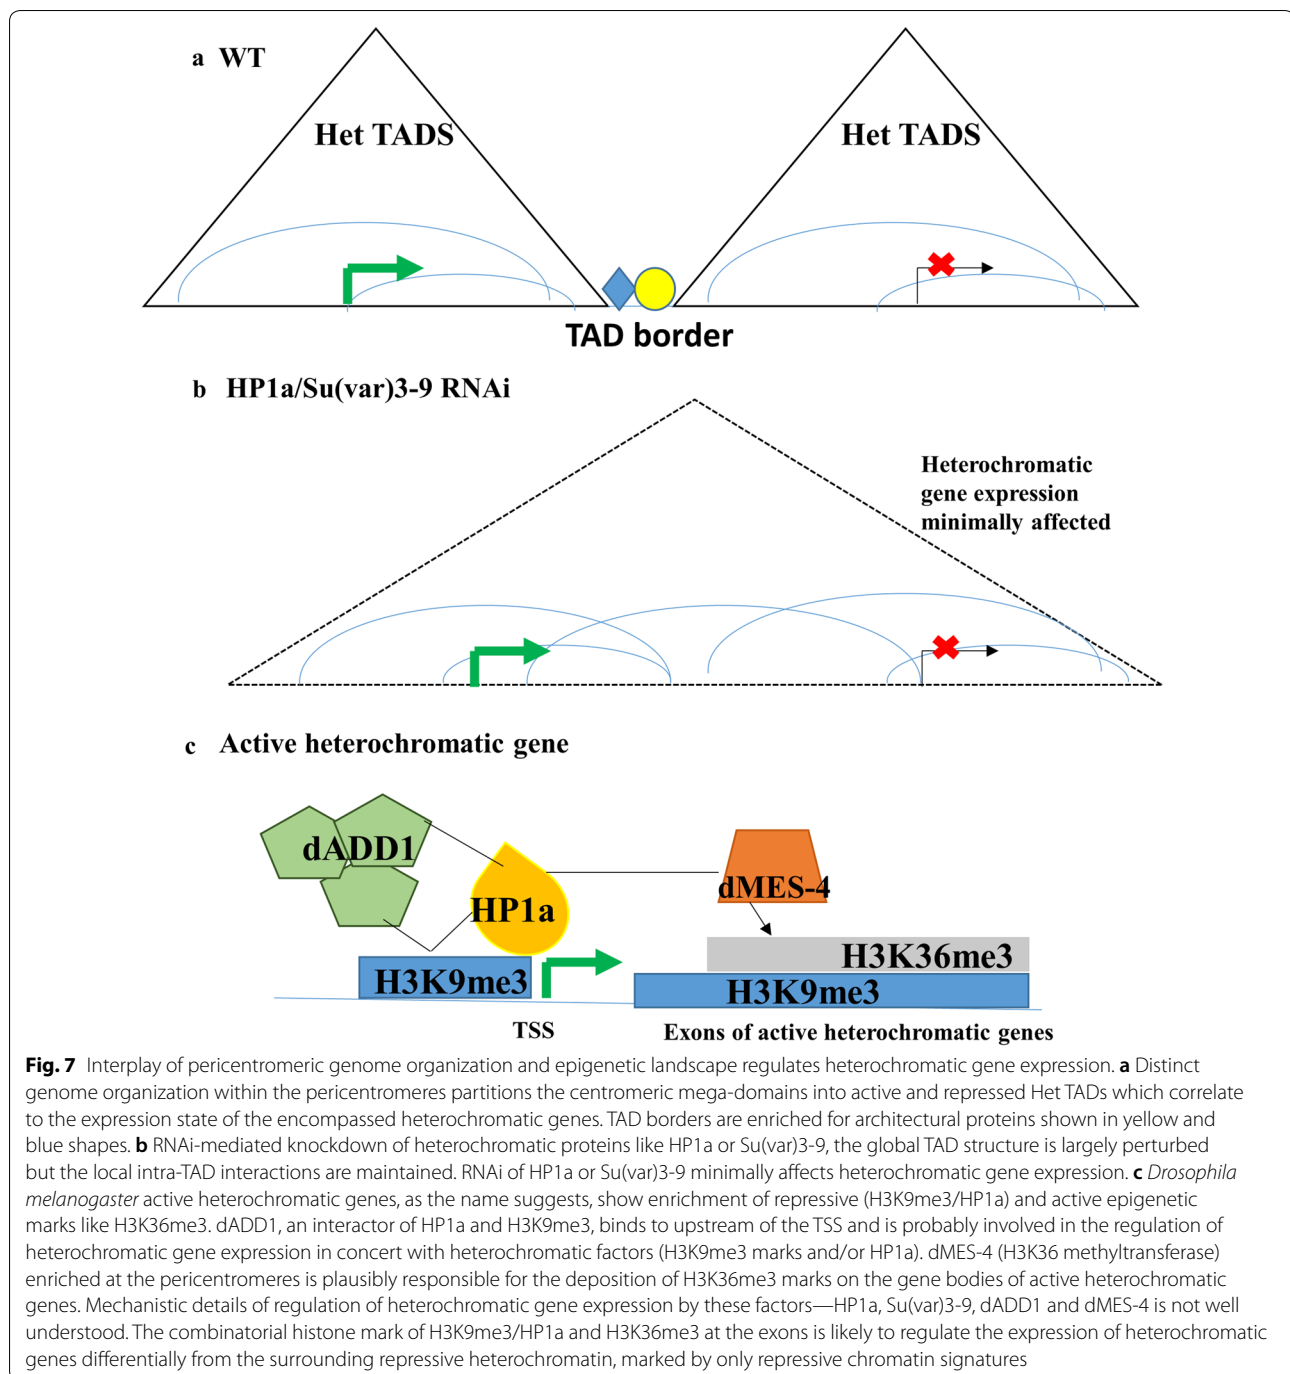 a WT
Het TADS
Het TADS
TAD border
b HP1a/Su(var)3-9 RNAi
Heterochromatic
gene expression
minimally affected
c Active heterochromatic gene
dADD1
HP1a
dMES-4
H3K36me3
H3K9me3
H3K9me3
TSS
Exons of active heterochromatic genes
Fig. 7 Interplay of pericentromeric genome organization and epigenetic landscape regulates heterochromatic gene expression. a Distinct
genome organization within the pericentromeres partitions the centromeric mega-domains into active and repressed Het TADs which correlate
to the expression state of the encompassed heterochromatic genes. TAD borders are enriched for architectural proteins shown in yellow and
blue shapes. b RNAi-mediated knockdown of heterochromatic proteins like HP1a or Su(var)3-9, the global TAD structure is largely perturbed
but the local intra-TAD interactions are maintained. RNAi of HP1a or Su(var)3-9 minimally affects heterochromatic gene expression. c Drosophila
melanogaster active heterochromatic genes, as the name suggests, show enrichment of repressive (H3K9me3/HP1a) and active epigenetic
marks like H3K36me3. dADD1, an interactor of HP1a and H3K9me3, binds to upstream of the TSS and is probably involved in the regulation of
heterochromatic gene expression in concert with heterochromatic factors (H3K9me3 marks and/or HP1a). dMES-4 (H3K36 methyltransferase)
enriched at the pericentromeres is plausibly responsible for the deposition of H3K36me3 marks on the gene bodies of active heterochromatic
genes. Mechanistic details of regulation of heterochromatic gene expression by these factors—HP1a, Su(var)3-9, dADD1 and dMES-4 is not well
understood. The combinatorial histone mark of H3K9me3/HP1a and H3K36me3 at the exons is likely to regulate the expression of heterochromatic
genes differentially from the surrounding repressive heterochromatin, marked by only repressive chromatin signatures